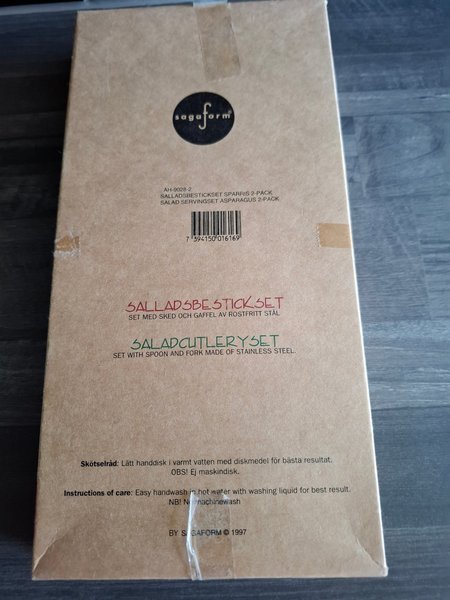 sagaform®
AH-9028-2
SALLADSBESTICKSET SPARRIS 2-PACK
SALAD SERVINGSET ASPARAGUS 2-PACK
7 394150 016169
SALLADSBESTICKSET
SET MED SKED OCH GAFFEL AV ROSTFRITT STÅL
SALADCUTLERYSET
SET WITH SPOON AND FORK MADE OF STAINLESS STEEL.
Skötselråd: Lätt handdisk i varmt vatten med diskmedel för bästa resultat.
OBS! Ej maskindisk.
Instructions of care: Easy handwash in hot water with washing liquid for best result.
NB! No machinewash
BY SAGAFORM © 1997